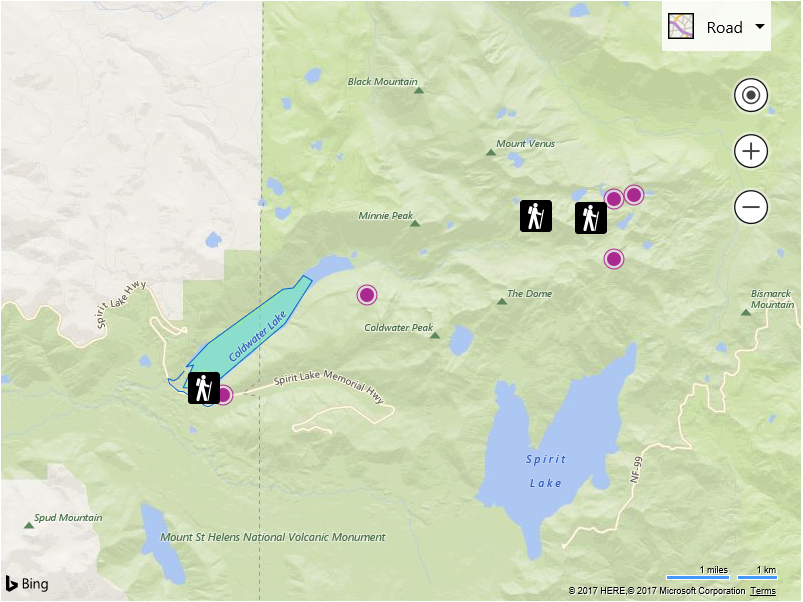 Road
Black Mountain
Mount Venus
Minnie Peak
Spirit Lake Hwy
The Dome
Bismarck
Mountain
Coldwater Lake
Coldwater Peak
Spirit Lake Memorial Hwy
Spirit
Lake
NF-99
Spud Mountain
Mount St Helens National Volcanic Monument
1 miles
1 km
Bing
© 2017 HERE,© 2017 Microsoft Corporation Terms